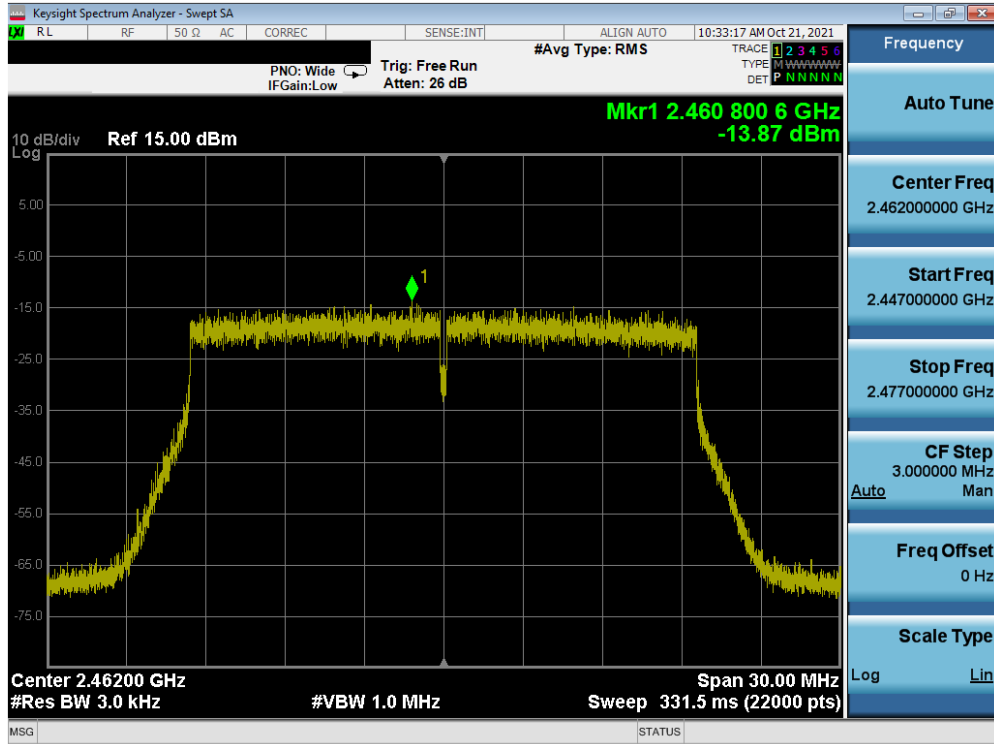 Keysight Spectrum Analyzer - Swept SA
LXI RL RF 50 Ω AC CORREC SENSE:INT ALIGN AUTO 10:33:17 AM Oct 21, 2021
PNO: Wide
IFGain:Low
Trig: Free Run
Atten: 26 dB
#Avg Type: RMS
TRACE 1 2 3 4 5 6
TYPE M WWWWW
DET P N N N N N
Mkr1 2.460 800 6 GHz
-13.87 dBm
10 dB/div Ref 15.00 dBm
Log
5.00
-5.00
-15.0
-25.0
-35.0
-45.0
-55.0
-65.0
-75.0
1
Center 2.46200 GHz
Span 30.00 MHz
#Res BW 3.0 kHz
#VBW 1.0 MHz
Sweep 331.5 ms (22000 pts)
MSG
STATUS
Frequency
Auto Tune
Center Freq
2.462000000 GHz
Start Freq
2.447000000 GHz
Stop Freq
2.477000000 GHz
CF Step
3.000000 MHz
Auto Man
Freq Offset
0 Hz
Scale Type
Log Lin